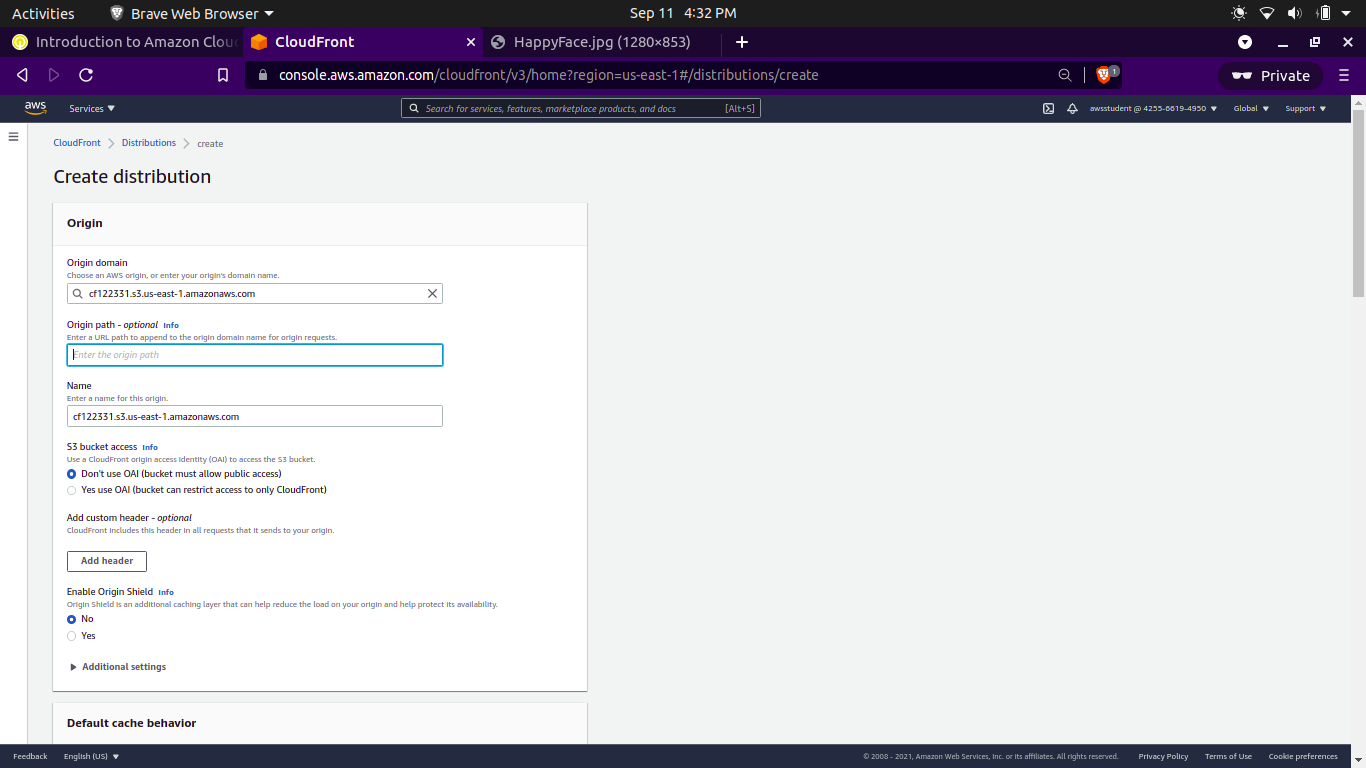 Activities Brave Web Browser Sep 11 4:32 PM
Introduction to Amazon Clou CloudFront HappyFace.jpg (1280×853)
console.aws.amazon.com/cloudfront/v3/home?region=us-east-1#/distributions/create 1 Private
aws Services Search for services, features, marketplace products, and docs [Alt+S] awsstudent @ 4255-6619-4950 Global Support
CloudFront Distributions create
Create distribution
Origin
Origin domain
Choose an AWS origin, or enter your origin's domain name.
cf122331.s3.us-east-1.amazonaws.com
Origin path - optional Info
Enter a URL path to append to the origin domain name for origin requests.
Enter the origin path
Name
Enter a name for this origin.
cf122331.s3.us-east-1.amazonaws.com
S3 bucket access Info
Use a CloudFront origin access identity (OAI) to access the S3 bucket.
Don't use OAI (bucket must allow public access)
Yes use OAI (bucket can restrict access to only CloudFront)
Add custom header - optional
CloudFront includes this header in all requests that it sends to your origin.
Add header
Enable Origin Shield Info
Origin Shield is an additional caching layer that can help reduce the load on your origin and help protect its availability.
No
Yes
Additional settings
Default cache behavior
Feedback English (US) © 2008 - 2021, Amazon Web Services, Inc. or its affiliates. All rights reserved. Privacy Policy Terms of Use Cookie preferences